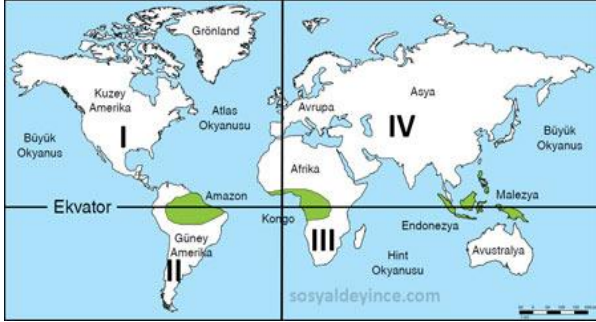 Grönland
Kuzey
Amerika
I
Atlas
Okyanusu
Avrupa
Asya
IV
Büyük
Okyanus
Büyük
Okyanus
Afrika
Amazon
Malezya
Ekvator
Kongo
Endonezya
Güney
Amerika
II
III
Hint
Okyanusu
Avustralya
sosyaldeyince.com